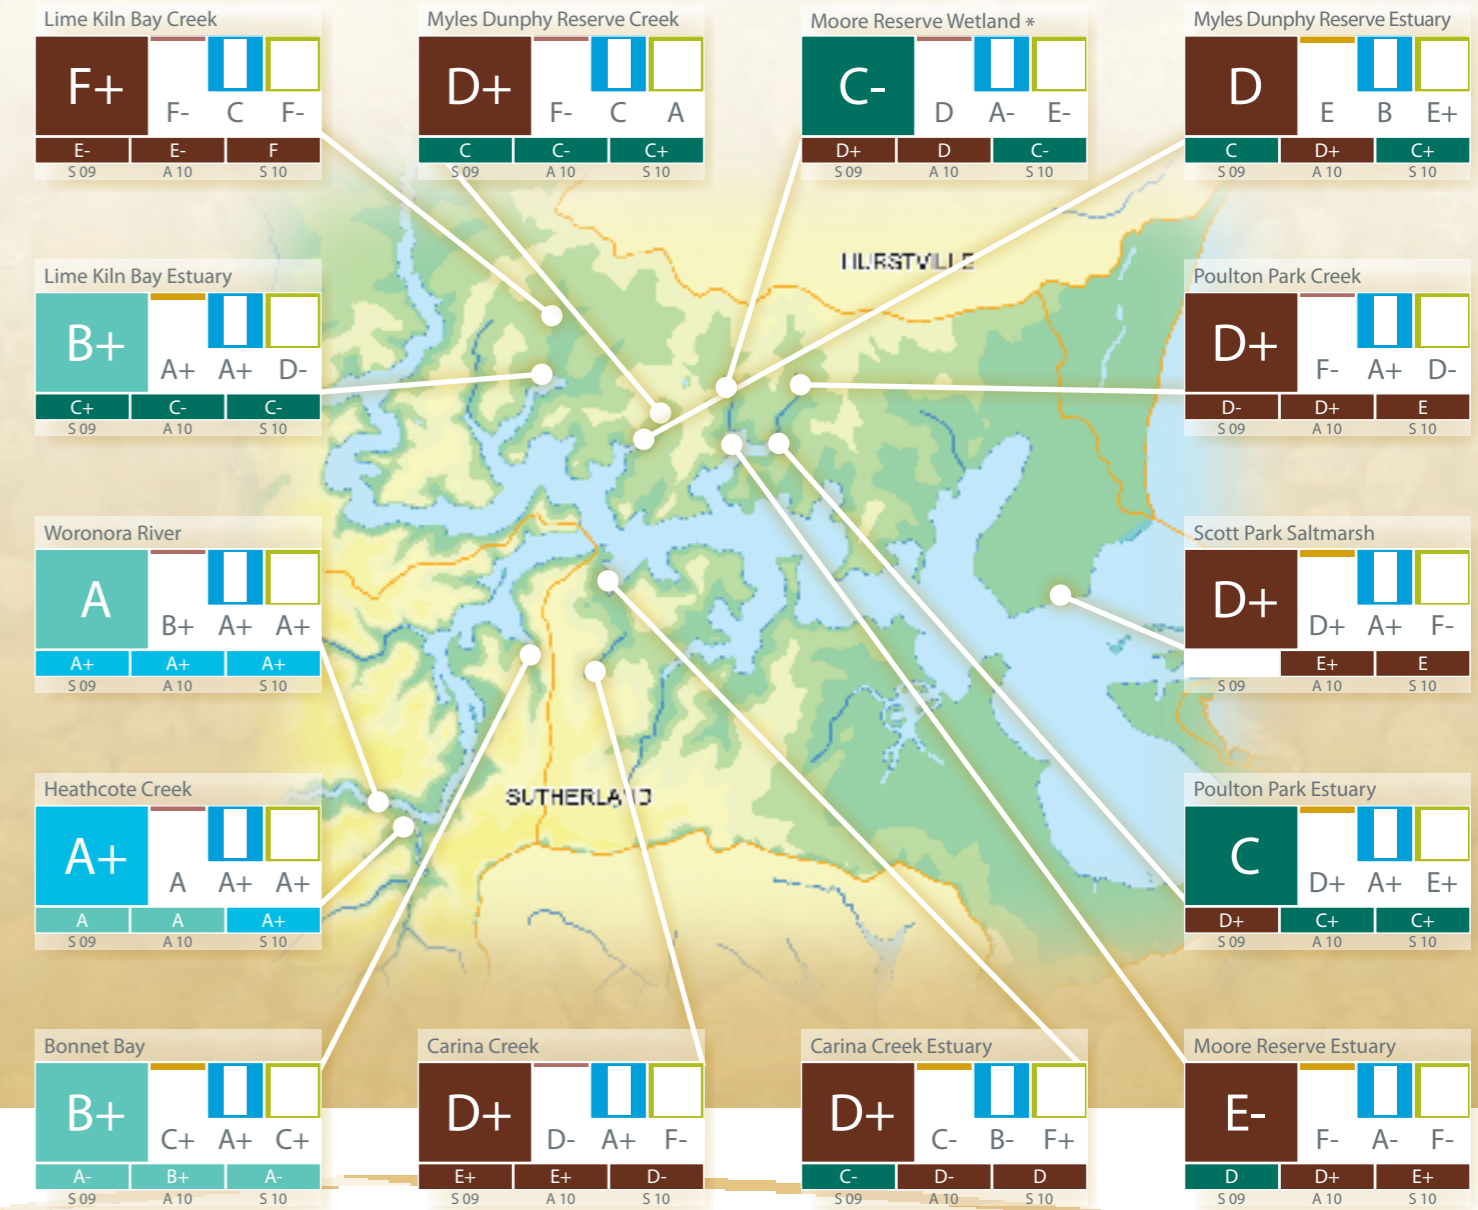 Lime Kiln Bay Creek
F+
F- C F-
E- E- F
S 09 A 10 S 10
Myles Dunphy Reserve Creek
D+
F- C A
C C- C+
S 09 A 10 S 10
Moore Reserve Wetland *
C-
D A- E-
D+ D C-
S 09 A 10 S 10
Myles Dunphy Reserve Estuary
D
E B E+
C D+ C+
S 09 A 10 S 10
HURSTVILLE
Lime Kiln Bay Estuary
B+
A+ A+ D-
C+ C- C-
S 09 A 10 S 10
Poulton Park Creek
D+
F- A+ D-
D- D+ E
S 09 A 10 S 10
Woronora River
A
B+ A+ A+
A+ A+ A+
S 09 A 10 S 10
Scott Park Saltmarsh
D+
D+ A+ F-
E+ E
S 09 A 10 S 10
Heathcote Creek
A+
A A+ A+
A A A+
S 09 A 10 S 10
SUTHERLAND
Poulton Park Estuary
C
D+ A+ E+
D+ C+ C+
S 09 A 10 S 10
Bonnet Bay
B+
C+ A+ C+
A- B+ A-
S 09 A 10 S 10
Carina Creek
D+
D- A+ F-
E+ E+ D-
S 09 A 10 S 10
Carina Creek Estuary
D+
C- B- F+
C- D- D
S 09 A 10 S 10
Moore Reserve Estuary
E-
F- A- F-
D D+ E+
S 09 A 10 S 10